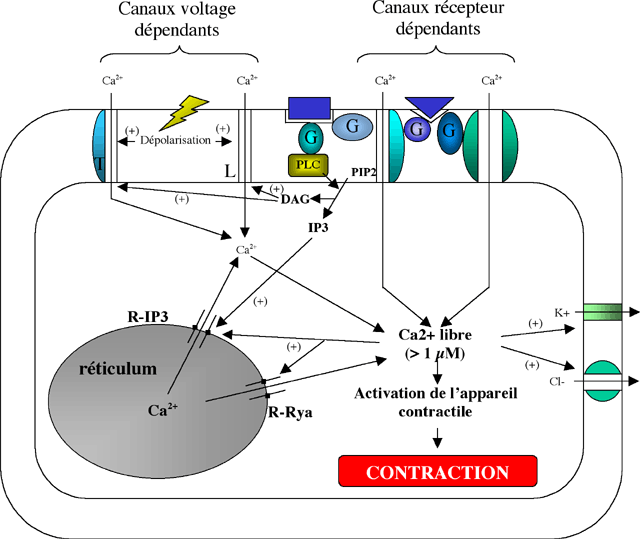 Canaux voltage
dépendants
Canaux récepteur
dépendants
Ca²⁺
Ca²⁺
Ca²⁺
Ca²⁺
(+)
Dépolarisation
(+)
T
L
G
G
G
G
PLC
PIP2
(+)
DAG
(+)
IP3
Ca²⁺
(+)
R-IP3
réticulum
Ca²⁺
R-Rya
(+)
Ca2+ libre
(> 1 µM)
(+)
K+
(+)
Cl-
Activation de l'appareil
contractile
CONTRACTION